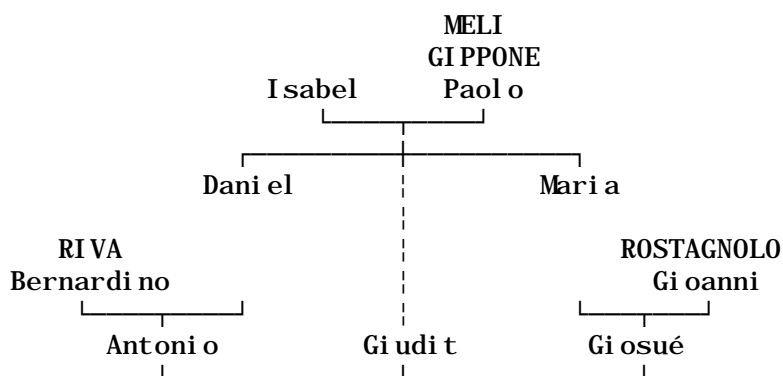 MELI
GIPPONE
Isabel Paolo
Daniel Maria
RIVA ROSTAGNOLO
Bernardino Gioanni
Antonio Giudit Giosué